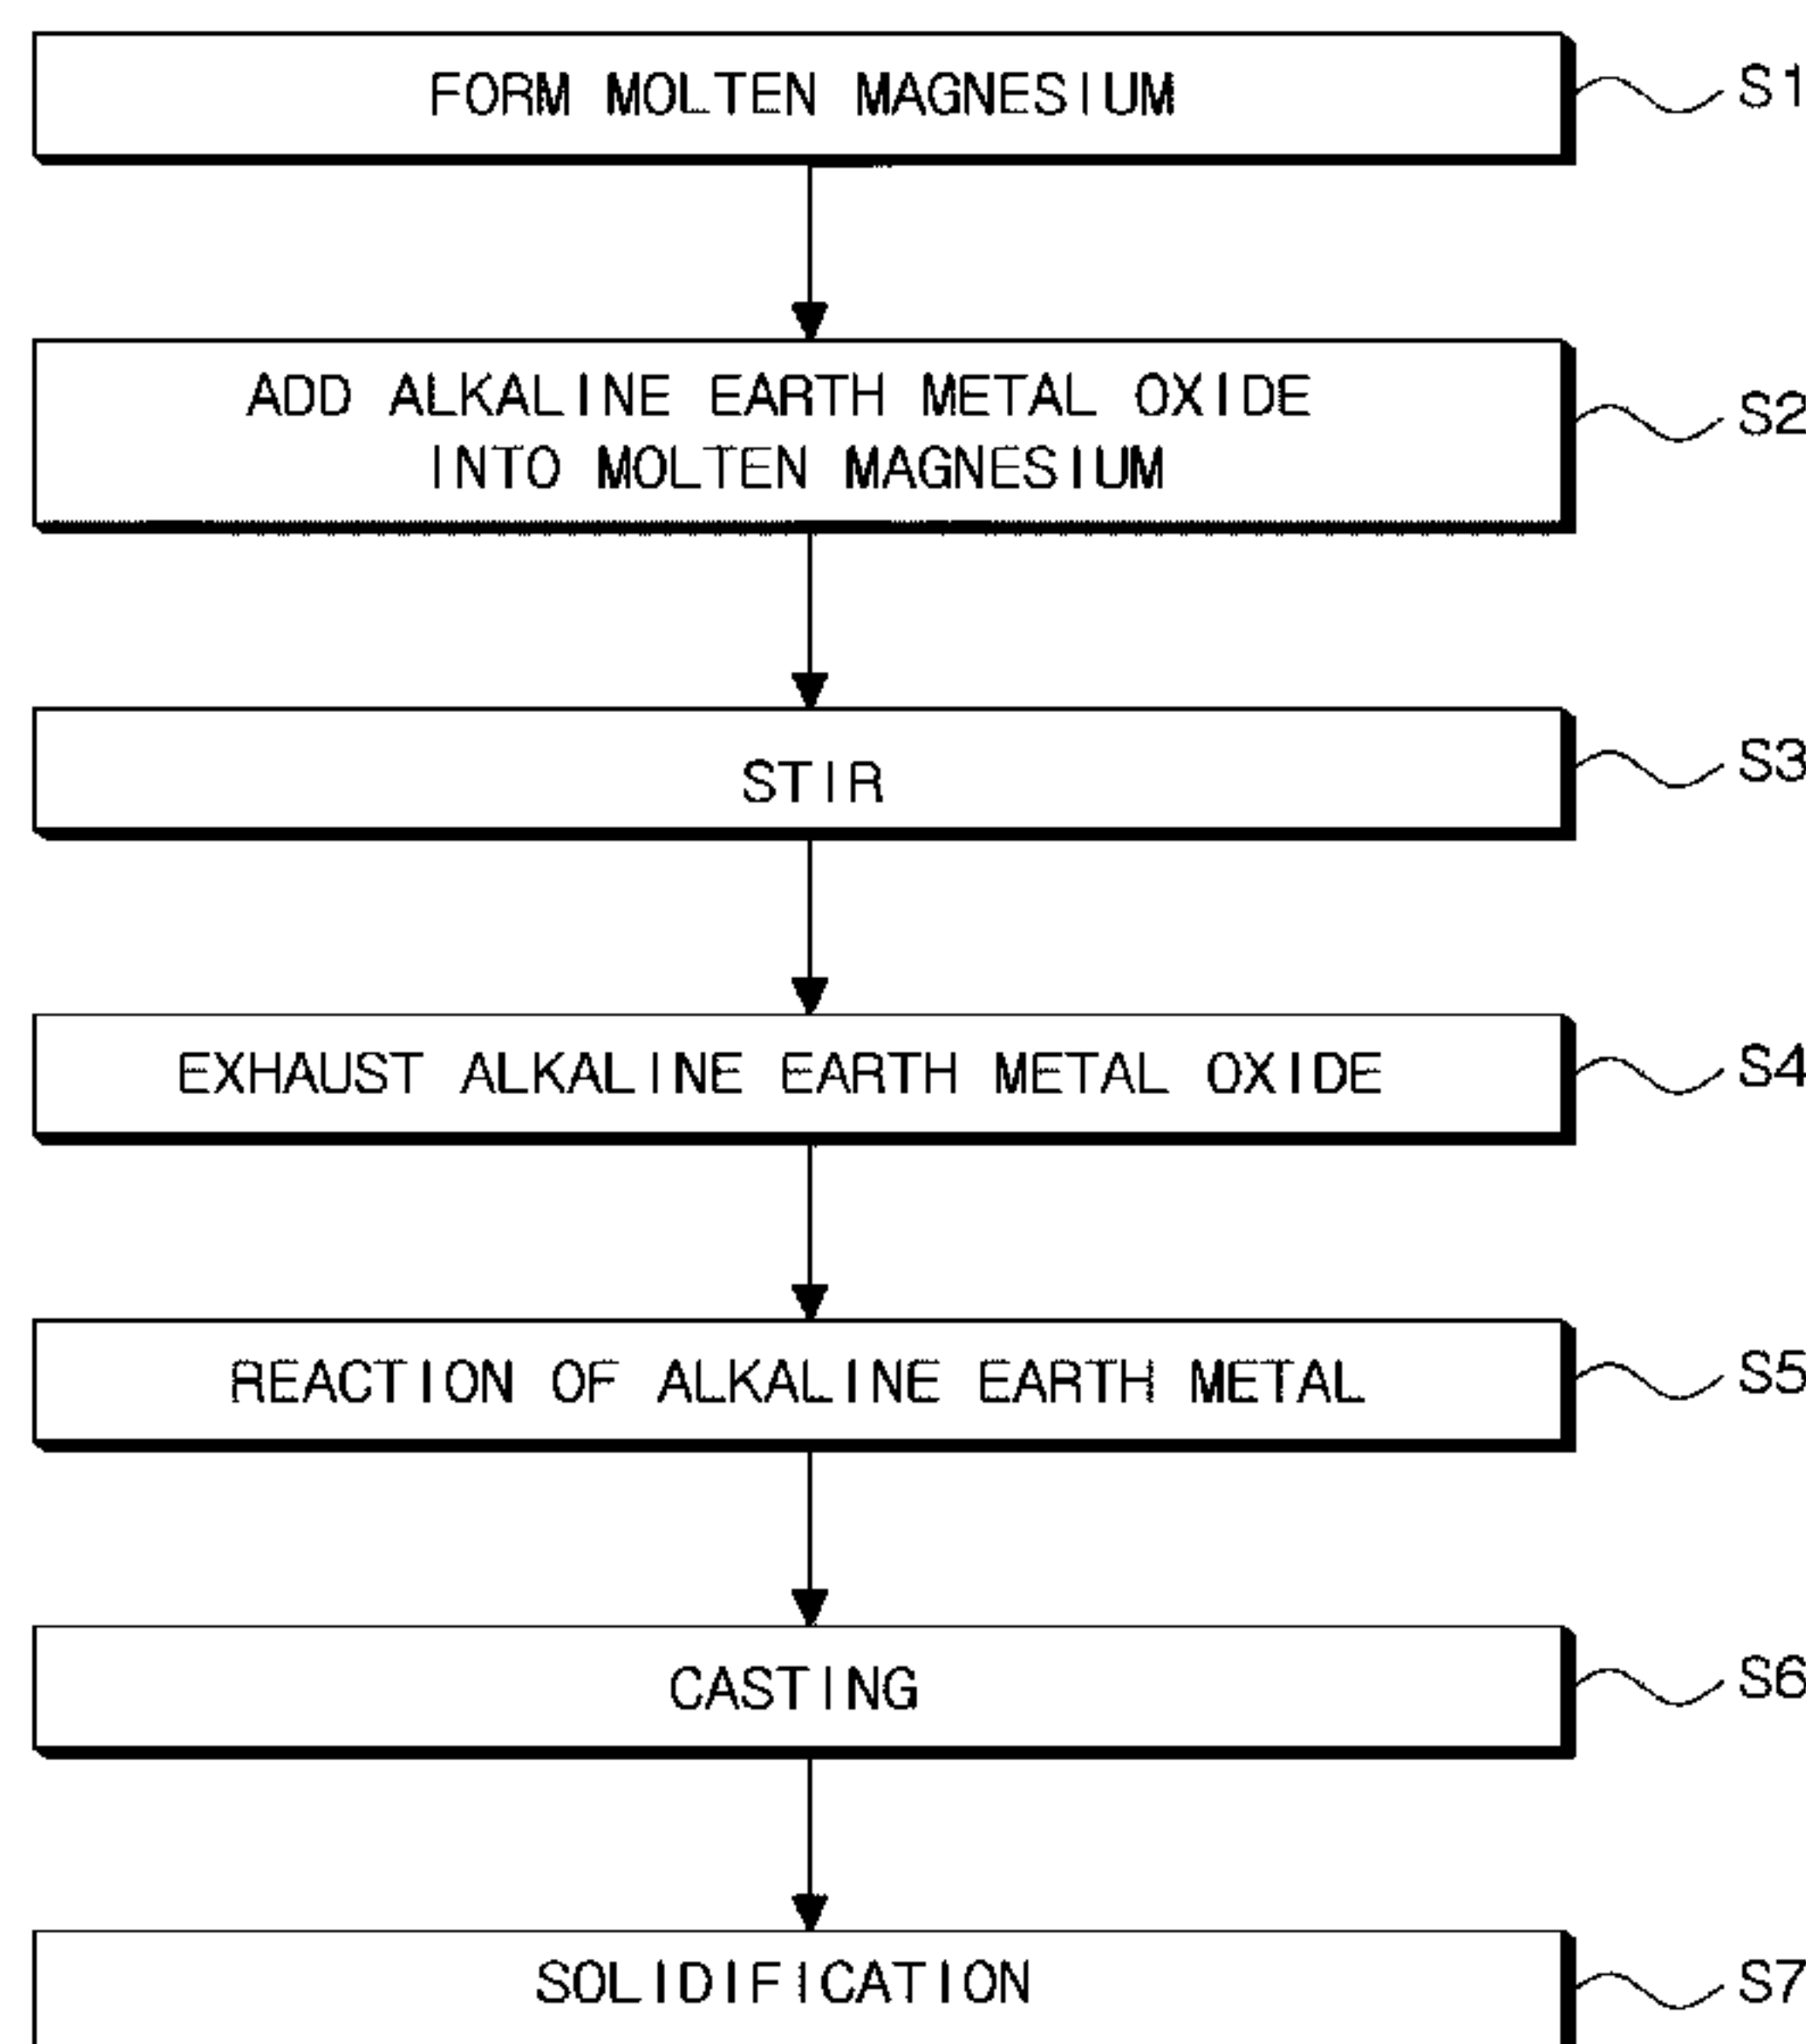 FORM MOLTEN MAGNESIUM
S1
ADD ALKALINE EARTH METAL OXIDE
INTO MOLTEN MAGNESIUM
S2
STIR
S3
EXHAUST ALKALINE EARTH METAL OXIDE
S4
REACTION OF ALKALINE EARTH METAL
S5
CASTING
S6
SOLIDIFICATION
S7